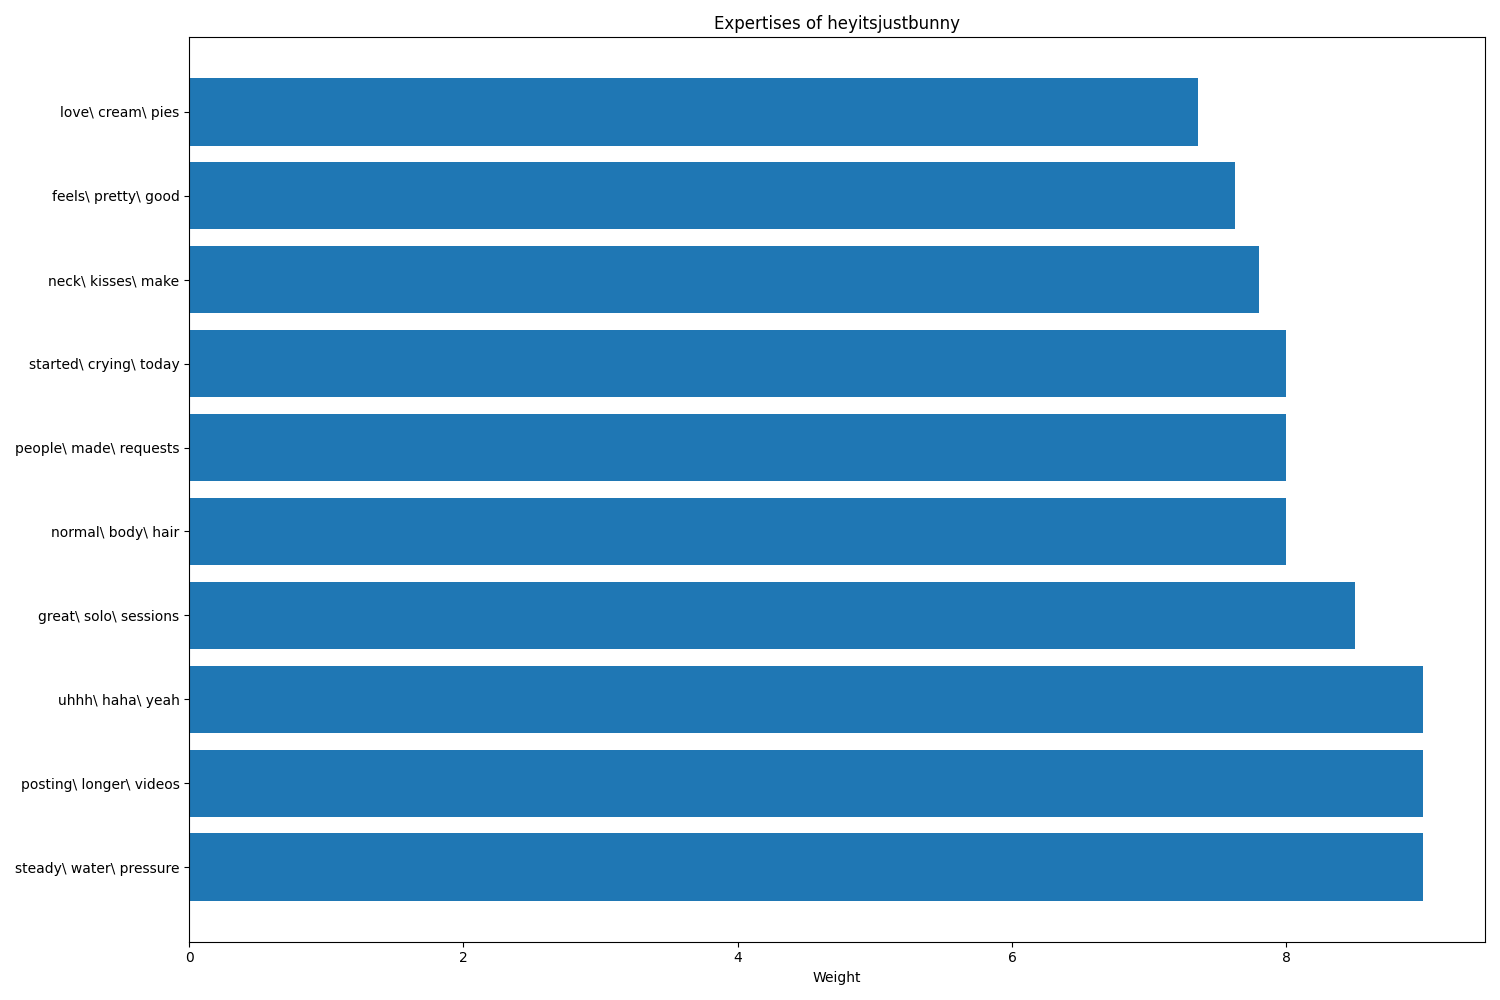 Expertises of heyitsjustbunny
love\ cream\ pies
feels\ pretty\ good
neck\ kisses\ make
started\ crying\ today
people\ made\ requests
normal\ body\ hair
great\ solo\ sessions
uhhh\ haha\ yeah
posting\ longer\ videos
steady\ water\ pressure
0 2 4 6 8
Weight